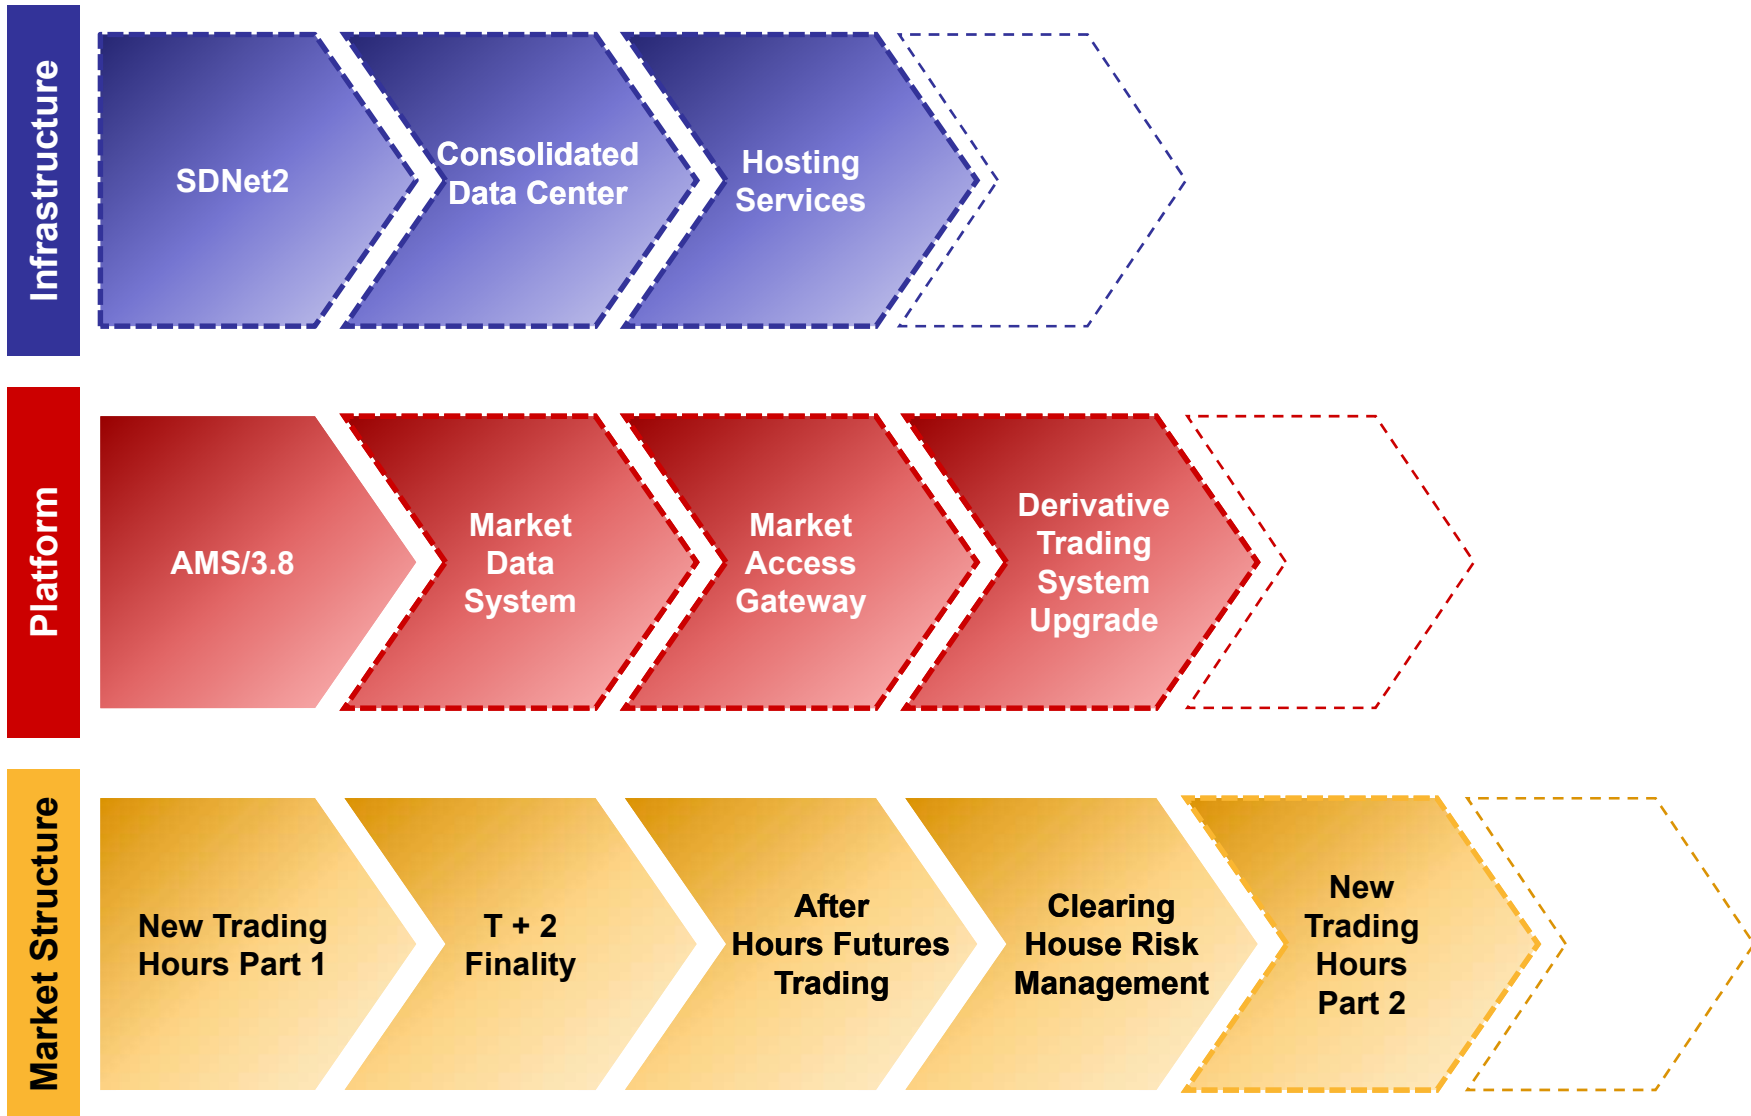 Infrastructure
SDNet2
Consolidated
Data Center
Hosting
Services
Platform
AMS/3.8
Market
Data
System
Market
Access
Gateway
Derivative
Trading
System
Upgrade
Market Structure
New Trading
Hours Part 1
T + 2
Finality
After
Hours Futures
Trading
Clearing
House Risk
Management
New
Trading
Hours
Part 2